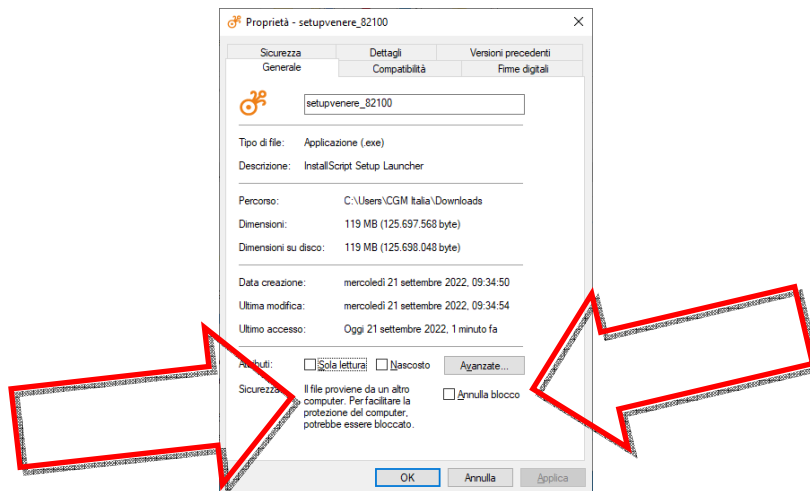 Proprietà - setupvenere_82100
Sicurezza Dettagli Versioni precedenti
Generale Compatibilità Firme digitali
setupvenere_82100
Tipo di file: Applicazione (.exe)
Descrizione: InstallScript Setup Launcher
Percorso: C:\Users\CGM Italia\Downloads
Dimensioni: 119 MB (125.697.568 byte)
Dimensioni su disco: 119 MB (125.698.048 byte)
Data creazione: mercoledì 21 settembre 2022, 09:34:50
Ultima modifica: mercoledì 21 settembre 2022, 09:34:54
Ultimo accesso: Oggi 21 settembre 2022, 1 minuto fa
Attributi: Sola lettura Nascosto Avanzate...
Sicurezza: Il file proviene da un altro
computer. Per facilitare la
protezione del computer,
potrebbe essere bloccato.
Annulla blocco
OK Annulla Applica